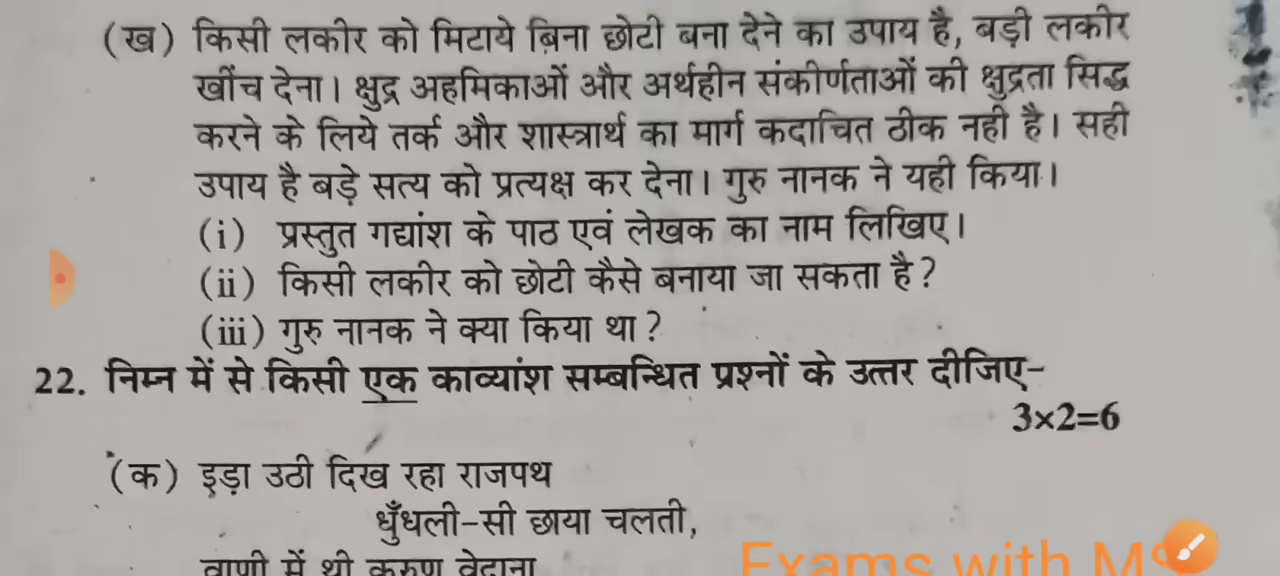 (ख) किसी लकीर को मिटाये बिना छोटी बना देने का उपाय है, बड़ी लकीर
खींच देना। क्षुद्र अहमिकाओं और अर्थहीन संकीर्णताओं की क्षुद्रता सिद्ध
करने के लिये तर्क और शास्त्रार्थ का मार्ग कदाचित ठीक नही है। सही
उपाय है बड़े सत्य को प्रत्यक्ष कर देना। गुरु नानक ने यही किया।
(i) प्रस्तुत गद्यांश के पाठ एवं लेखक का नाम लिखिए।
(ii) किसी लकीर को छोटी कैसे बनाया जा सकता है?
(iii) गुरु नानक ने क्या किया था?
22. निम्न में से किसी एक काव्यांश सम्बन्धित प्रश्नों के उत्तर दीजिए-
3×2=6
(क) इड़ा उठी दिख रहा राजपथ
धुँधली-सी छाया चलती,
वाणी में थी करुण वेदाना
Exams with